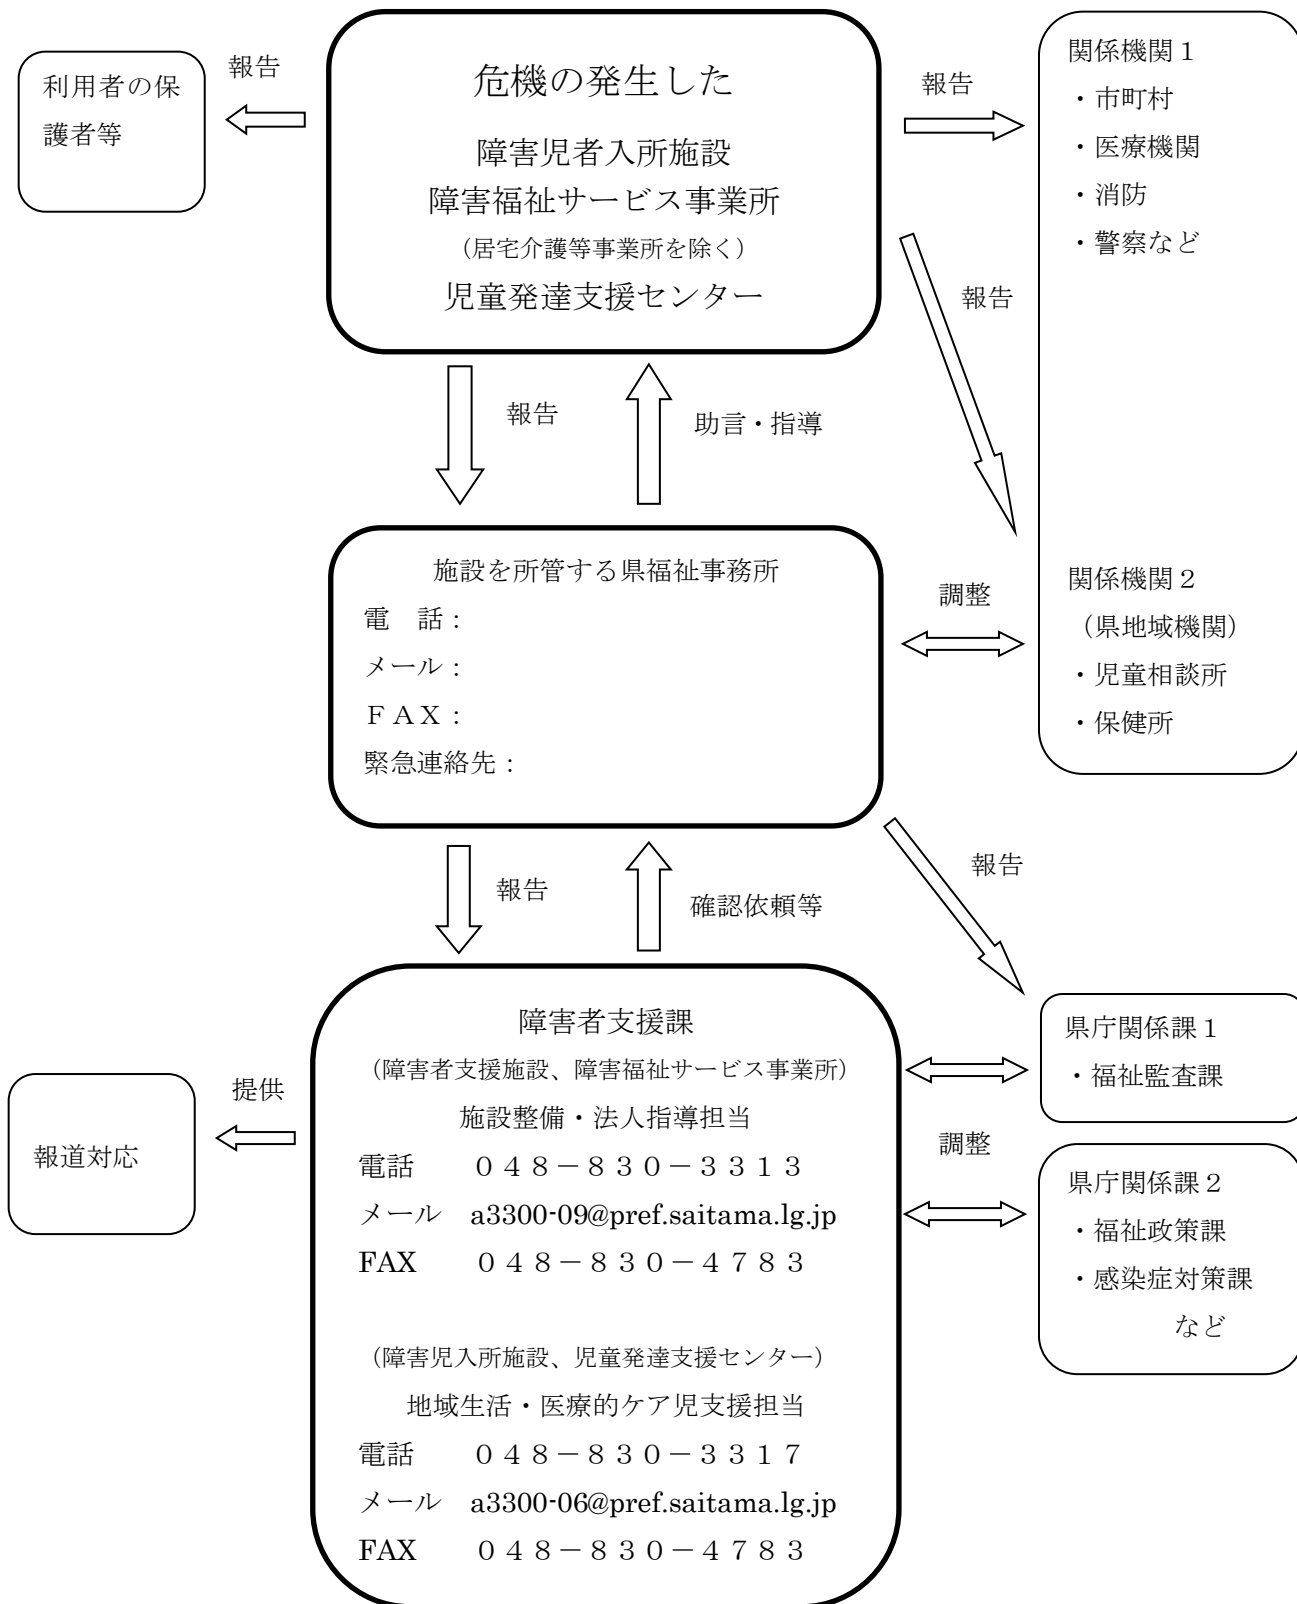 危機の発生した
障害児者入所施設
障害福祉サービス事業所
（居宅介護等事業所を除く）
児童発達支援センター
報告
利用者の保
護者等
報告
関係機関１
・市町村
・医療機関
・消防
・警察など
報告
報告
助言・指導
施設を所管する県福祉事務所
電　話：
メール：
ＦＡＸ：
緊急連絡先：
調整
関係機関２
（県地域機関）
・児童相談所
・保健所
報告
確認依頼等
報告
障害者支援課
（障害者支援施設、障害福祉サービス事業所）
施設整備・法人指導担当
電話　　０４８－８３０－３３１３
メール　a3300-09@pref.saitama.lg.jp
FAX　　０４８－８３０－４７８３
（障害児入所施設、児童発達支援センター）
地域生活・医療的ケア児支援担当
電話　　０４８－８３０－３３１７
メール　a3300-06@pref.saitama.lg.jp
FAX　　０４８－８３０－４７８３
提供
報道対応
県庁関係課１
・福祉監査課
調整
県庁関係課２
・福祉政策課
・感染症対策課
など